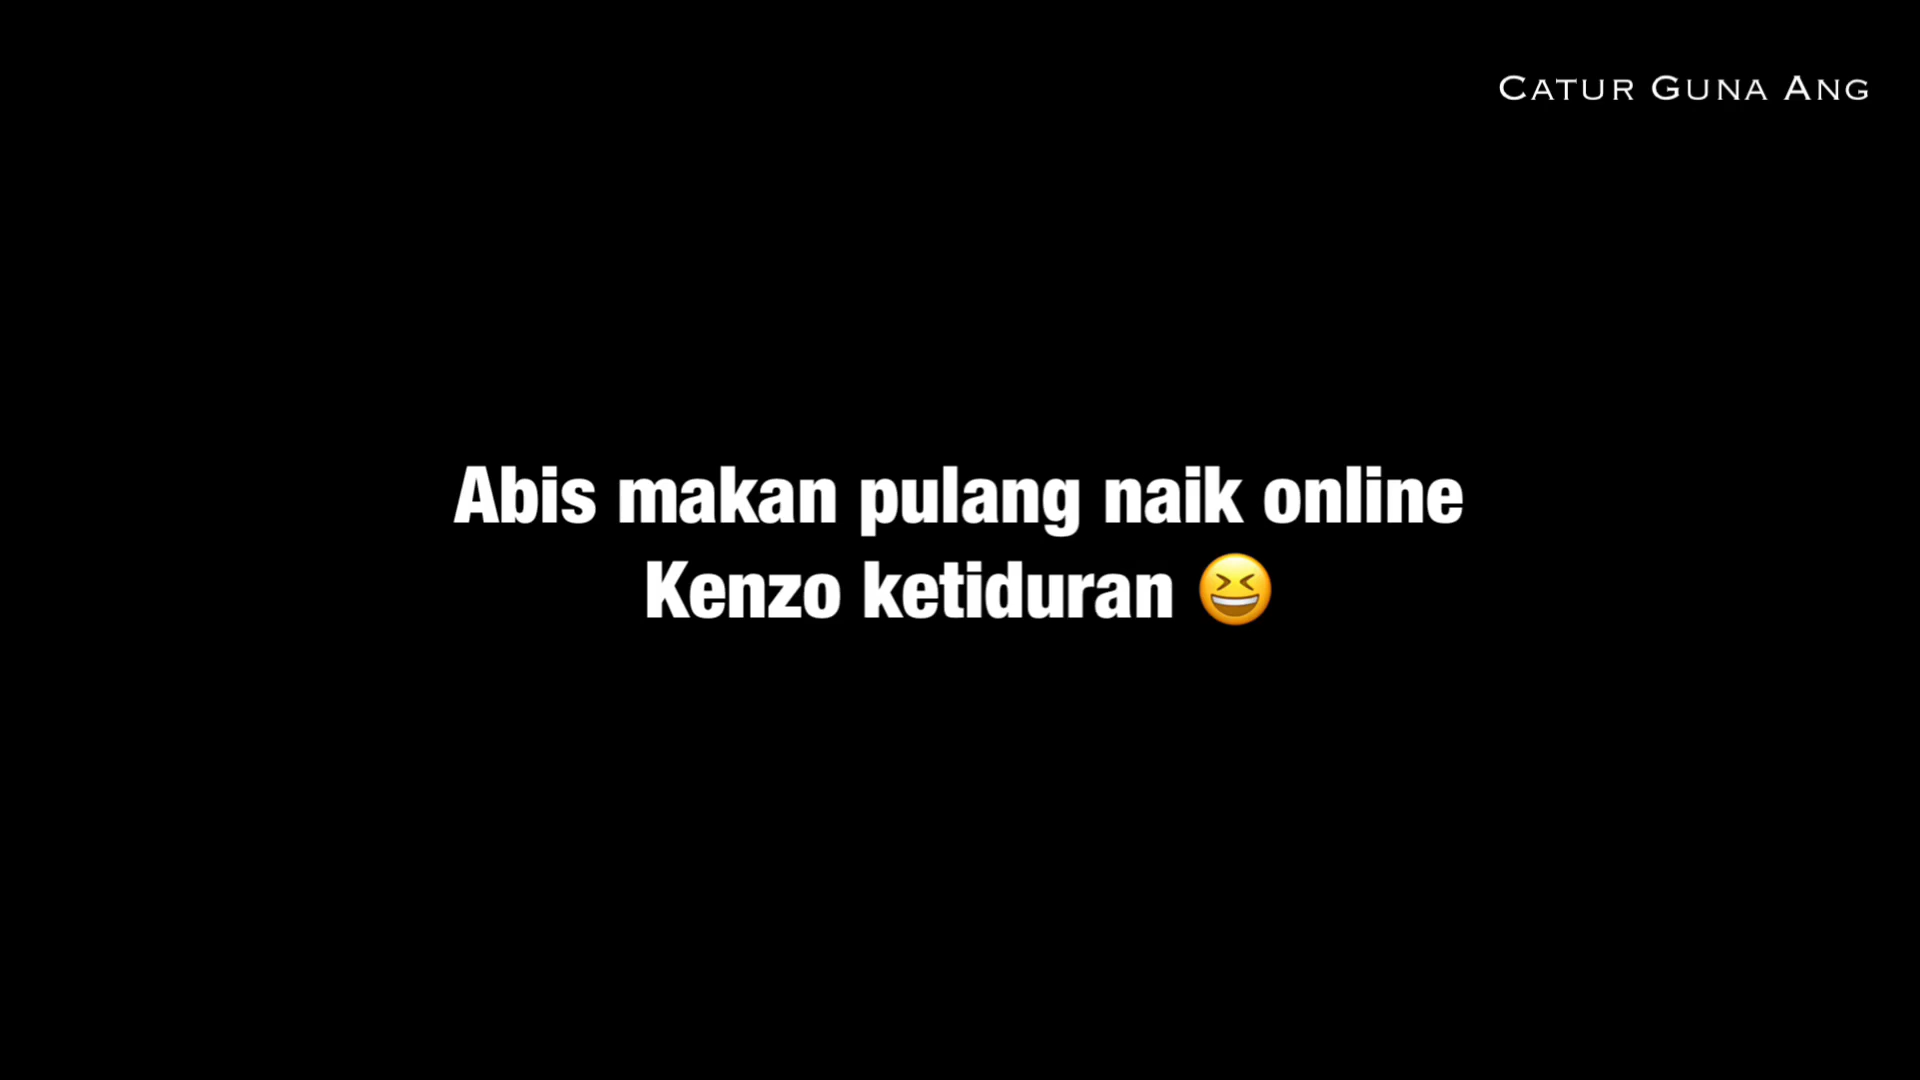 CATUR GUNA ANG
Abis makan pulang naik online
Kenzo ketiduran 😆